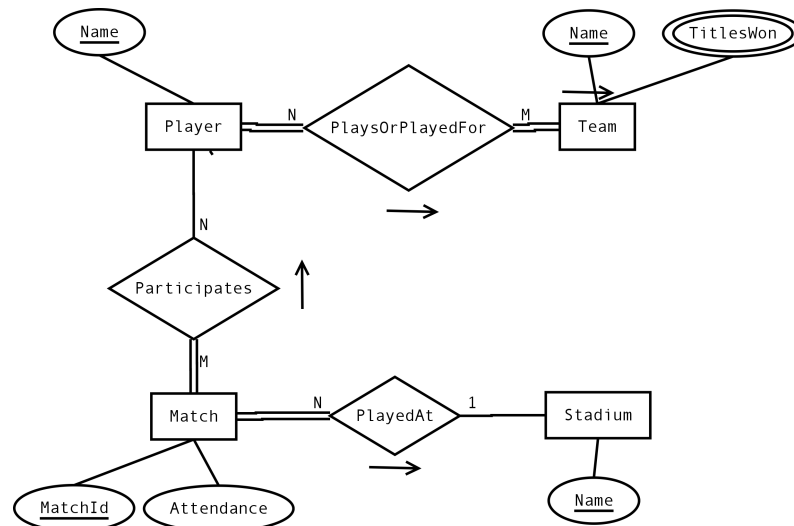 Name
Name
TitlesWon
Player
N
PlaysOrPlayedFor
M
Team
N
Participates
M
Match
N
PlayedAt
1
Stadium
MatchId
Attendance
Name